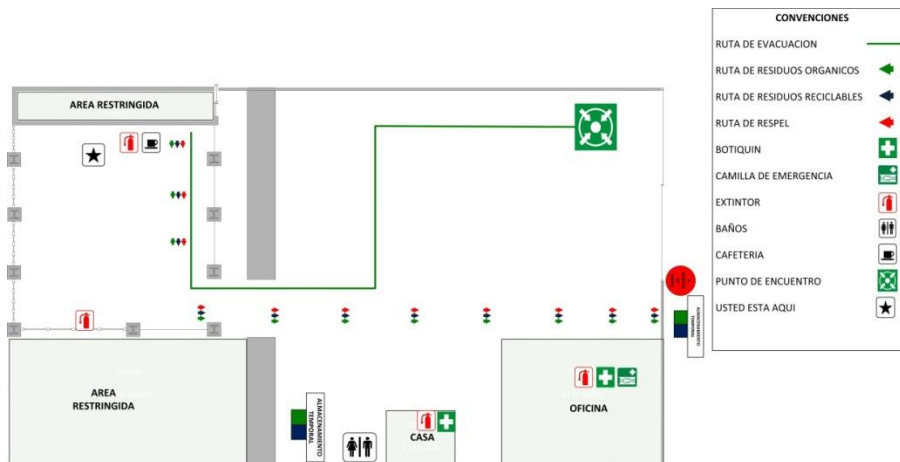 CONVENCIONES
RUTA DE EVACUACION
RUTA DE RESIDUOS ORGANICOS
RUTA DE RESIDUOS RECICLABLES
RUTA DE RESPEL
BOTIQUIN
CAMILLA DE EMERGENCIA
EXTINTOR
BAÑOS
CAFETERIA
PUNTO DE ENCUENTRO
USTED ESTA AQUI
AREA RESTRINGIDA
ALMACENAMIENTO
TEMPORAL
AREA
RESTRINGIDA
ALMACENAMIENTO
TEMPORAL
CASA
OFICINA